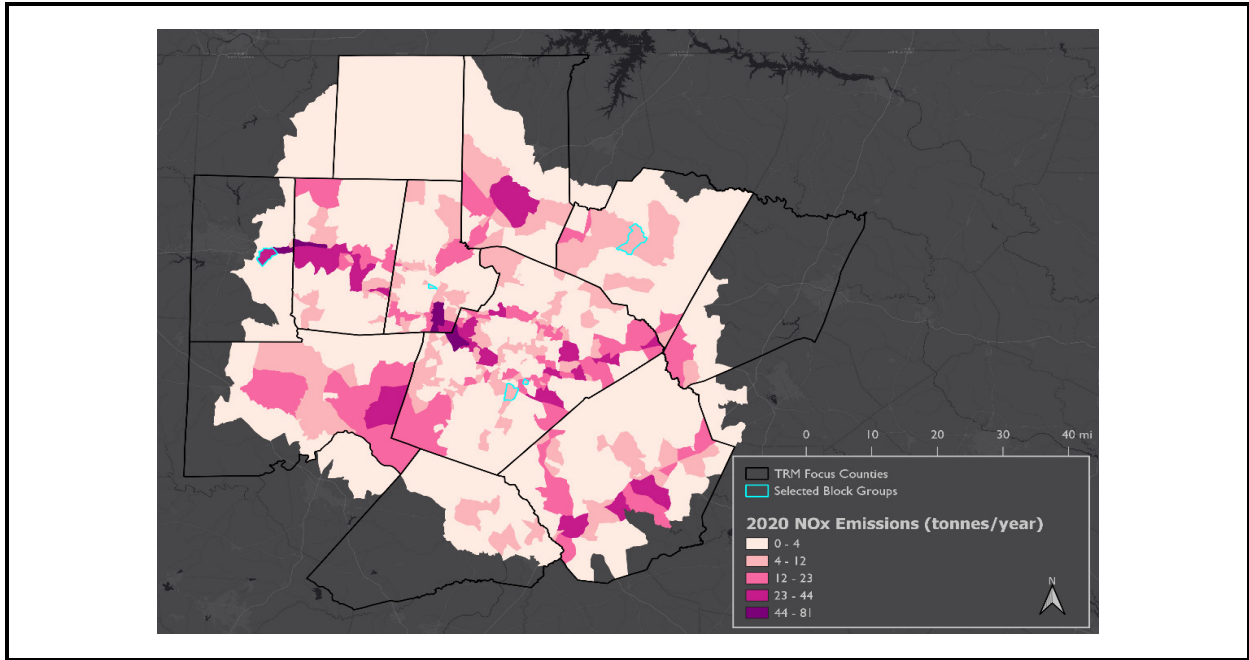 0 10 20 30 40 mi
TRM Focus Counties
Selected Block Groups
2020 NOx Emissions (tonnes/year)
0 - 4
4 - 12
12 - 23
23 - 44
44 - 81
N